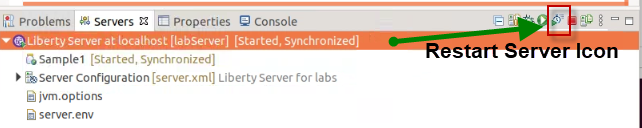 Problems Servers Properties Console
Liberty Server at localhost [labServer] [Started, Synchronized]
Restart Server Icon
Sample1 [Started, Synchronized]
Server Configuration [server.xml] Liberty Server for labs
jvm.options
server.env